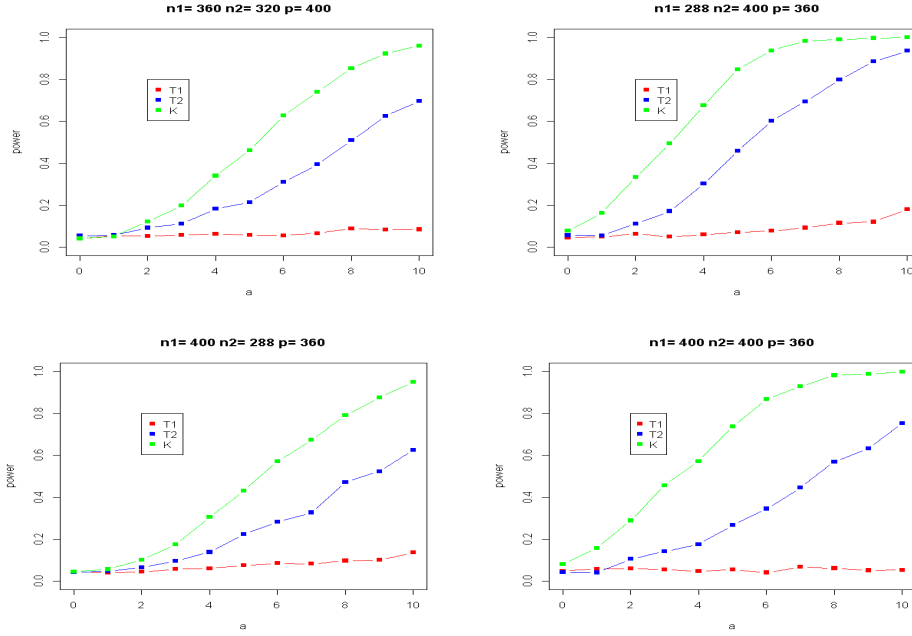 n1= 360 n2= 320 p= 400
power
1.0
0.8
0.6
0.4
0.2
0.0
T1
T2
K
0 2 4 6 8 10
a
n1= 288 n2= 400 p= 360
power
1.0
0.8
0.6
0.4
0.2
0.0
T1
T2
K
0 2 4 6 8 10
a
n1= 400 n2= 288 p= 360
power
1.0
0.8
0.6
0.4
0.2
0.0
T1
T2
K
0 2 4 6 8 10
a
n1= 400 n2= 400 p= 360
power
1.0
0.8
0.6
0.4
0.2
0.0
T1
T2
K
0 2 4 6 8 10
a